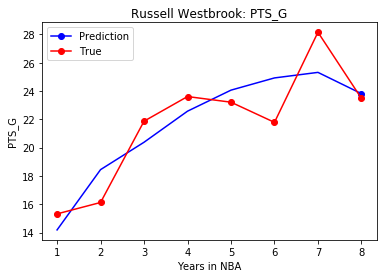 Russell Westbrook: PTS_G
Prediction
True
PTS_G
28
26
24
22
20
18
16
14
1 2 3 4 5 6 7 8
Years in NBA